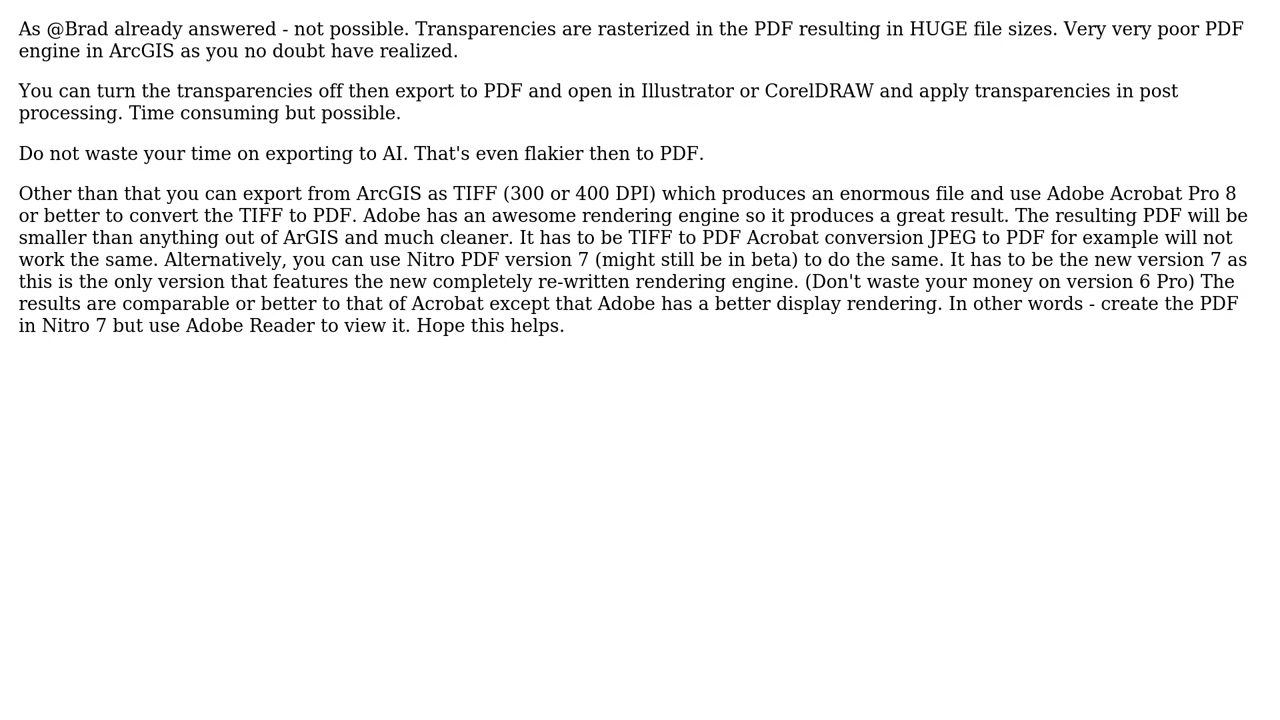 As @Brad already answered - not possible. Transparencies are rasterized in the PDF resulting in HUGE file sizes. Very very poor PDF
engine in ArcGIS as you no doubt have realized.
You can turn the transparencies off then export to PDF and open in Illustrator or CorelDRAW and apply transparencies in post
processing. Time consuming but possible.
Do not waste your time on exporting to AI. That's even flakier then to PDF.
Other than that you can export from ArcGIS as TIFF (300 or 400 DPI) which produces an enormous file and use Adobe Acrobat Pro 8
or better to convert the TIFF to PDF. Adobe has an awesome rendering engine so it produces a great result. The resulting PDF will be
smaller than anything out of ArGIS and much cleaner. It has to be TIFF to PDF Acrobat conversion JPEG to PDF for example will not
work the same. Alternatively, you can use Nitro PDF version 7 (might still be in beta) to do the same. It has to be the new version 7 as
this is the only version that features the new completely re-written rendering engine. (Don't waste your money on version 6 Pro) The
results are comparable or better to that of Acrobat except that Adobe has a better display rendering. In other words - create the PDF
in Nitro 7 but use Adobe Reader to view it. Hope this helps.